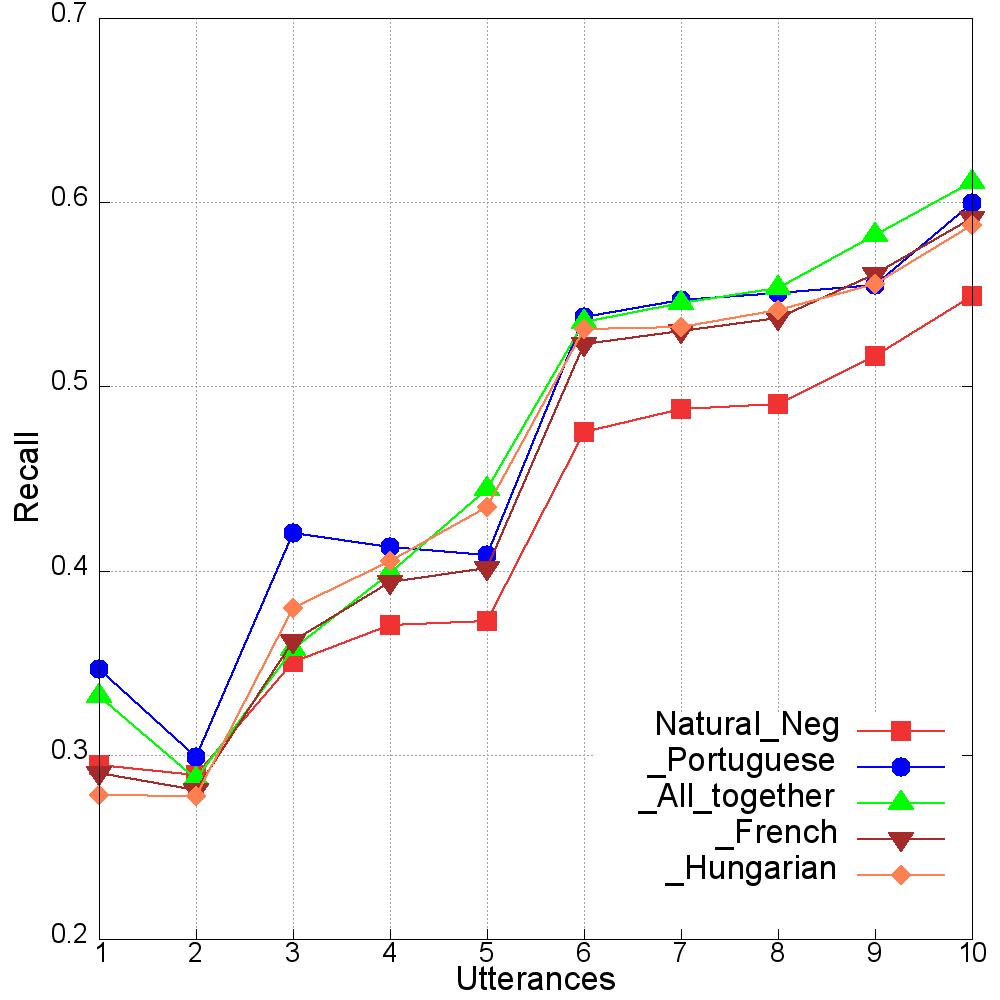 0.7
0.6
0.5
0.4
0.3
0.2
Recall
Natural_Neg
_Portuguese
_All_together
_French
_Hungarian
1 2 3 4 5 6 7 8 9 10
Utterances